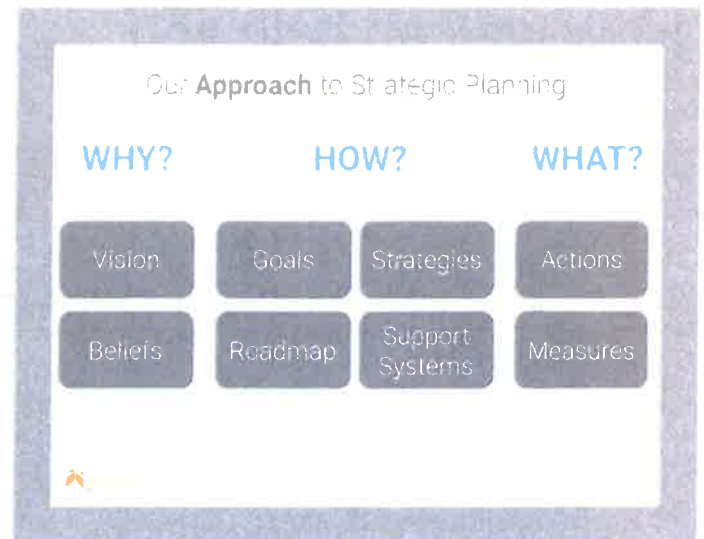 Our Approach to Strategic Planning
WHY? HOW? WHAT?
Vision Goals Strategies Actions
Beliefs Roadmap Support Systems Measures